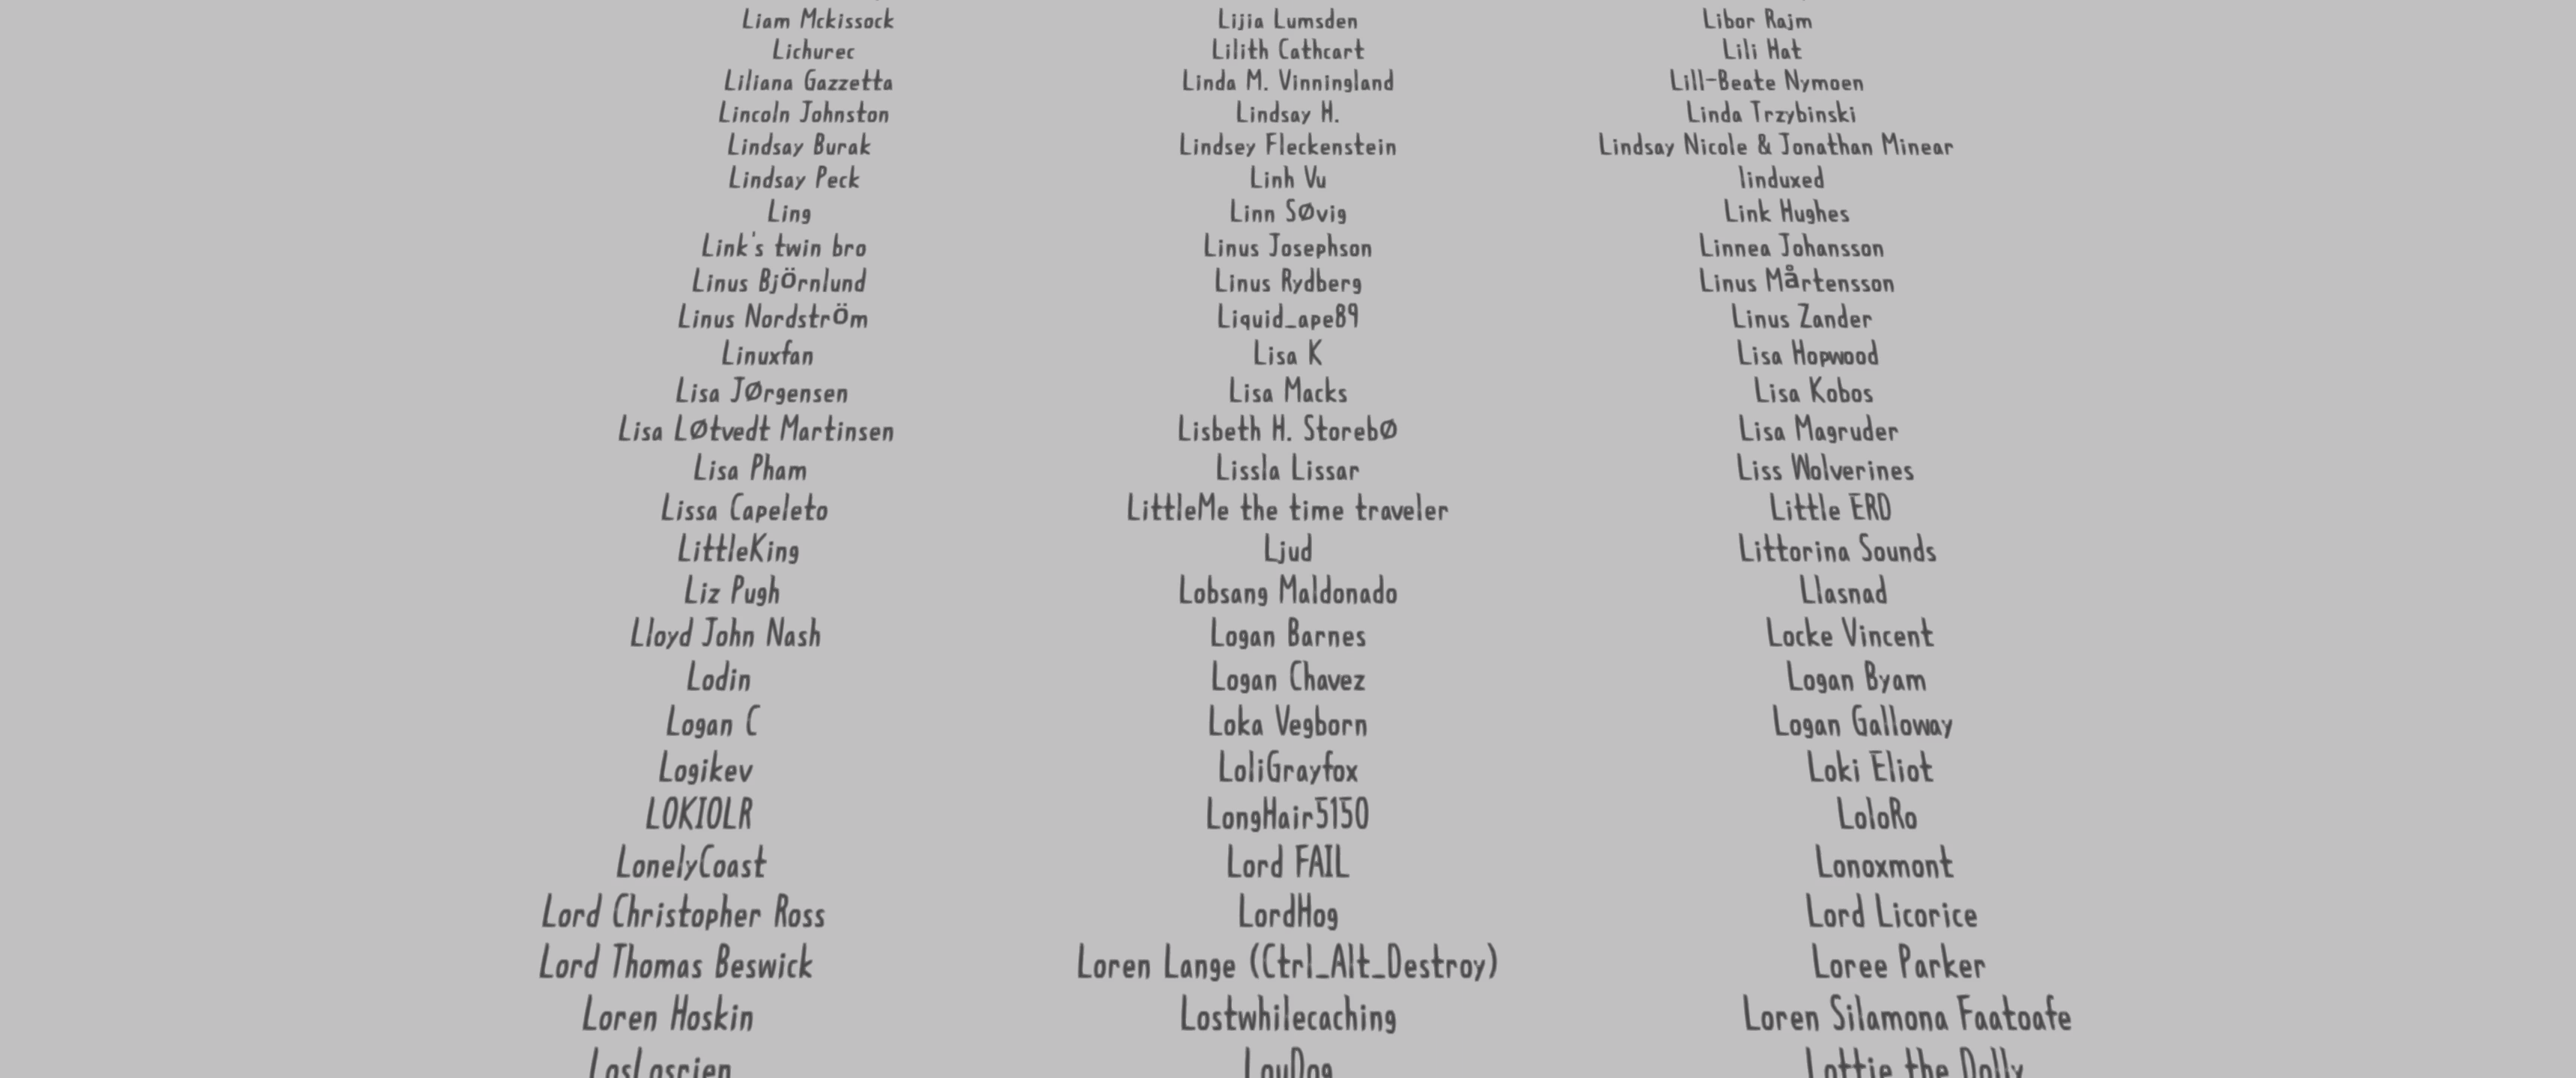 Liam Mckissock Lijia Lumsden Libor Rajm
Lichurec Lilith Cathcart Lili Hat
Liliana Gazzetta Linda M. Vinningland Lill-Beate Nymoen
Lincoln Johnston Lindsay H. Linda Trzybinski
Lindsay Burak Lindsey Fleckenstein Lindsay Nicole & Jonathan Minear
Lindsay Peck Linh Vu linduxed
Ling Linn SØvig Link Hughes
Link's twin bro Linus Josephson Linnea Johansson
Linus BjÖrnlund Linus Rydberg Linus Mårtensson
Linus NordstrÖm Liquid_ape89 Linus Zander
Linuxfan Lisa K Lisa Hopwood
Lisa JØrgensen Lisa Macks Lisa Kobos
Lisa LØtvedt Martinsen Lisbeth H. StorebØ Lisa Magruder
Lisa Pham Lissla Lissar Liss Wolverines
Lissa Capeleto LittleMe the time traveler Little ERD
LittleKing Ljud Littorina Sounds
Liz Pugh Lobsang Maldonado Llasnad
Lloyd John Nash Logan Barnes Locke Vincent
Lodin Logan Chavez Logan Byam
Logan C Loka Vegborn Logan Galloway
Logikev LoliGrayfox Loki Eliot
LOKIOLR LongHair5150 LoloRo
LonelyCoast Lord FAIL Lonoxmont
Lord Christopher Ross LordHog Lord Licorice
Lord Thomas Beswick Loren Lange (Ctrl_Alt_Destroy) Loree Parker
Loren Hoskin Lostwhilecaching Loren Silamona Faatoafe
LouDog Lottie the Dolly